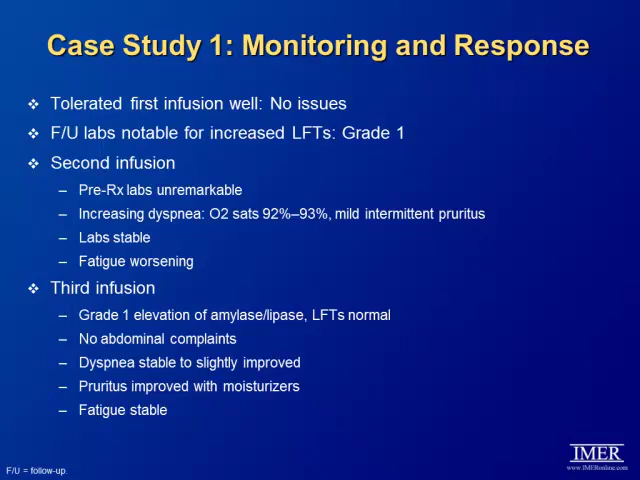 Case Study 1: Monitoring and Response
❖ Tolerated first infusion well: No issues
❖ F/U labs notable for increased LFTs: Grade 1
❖ Second infusion
– Pre-Rx labs unremarkable
– Increasing dyspnea: O2 sats 92%–93%, mild intermittent pruritus
– Labs stable
– Fatigue worsening
❖ Third infusion
– Grade 1 elevation of amylase/lipase, LFTs normal
– No abdominal complaints
– Dyspnea stable to slightly improved
– Pruritus improved with moisturizers
– Fatigue stable
F/U = follow-up.
IMER
www.IMERonline.com